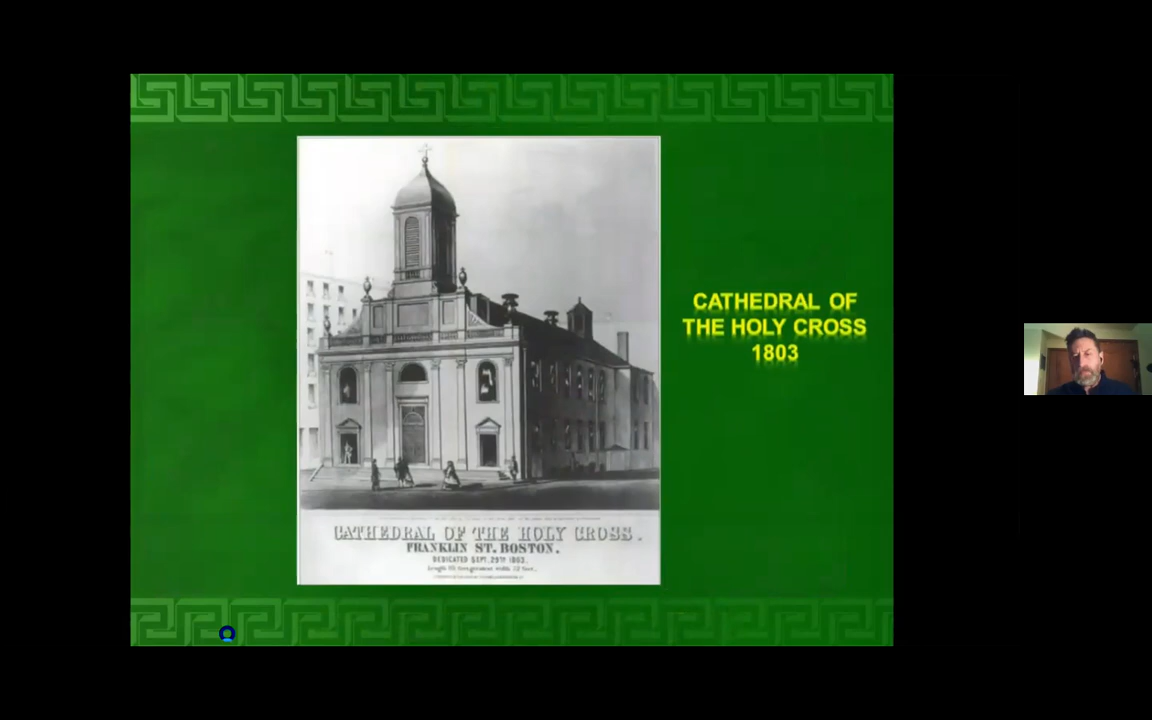 CATHEDRAL OF THE HOLY CROSS.
FRANKLIN ST. BOSTON.
DEDICATED SEPT. 29TH 1803.
CATHEDRAL OF
THE HOLY CROSS
1803